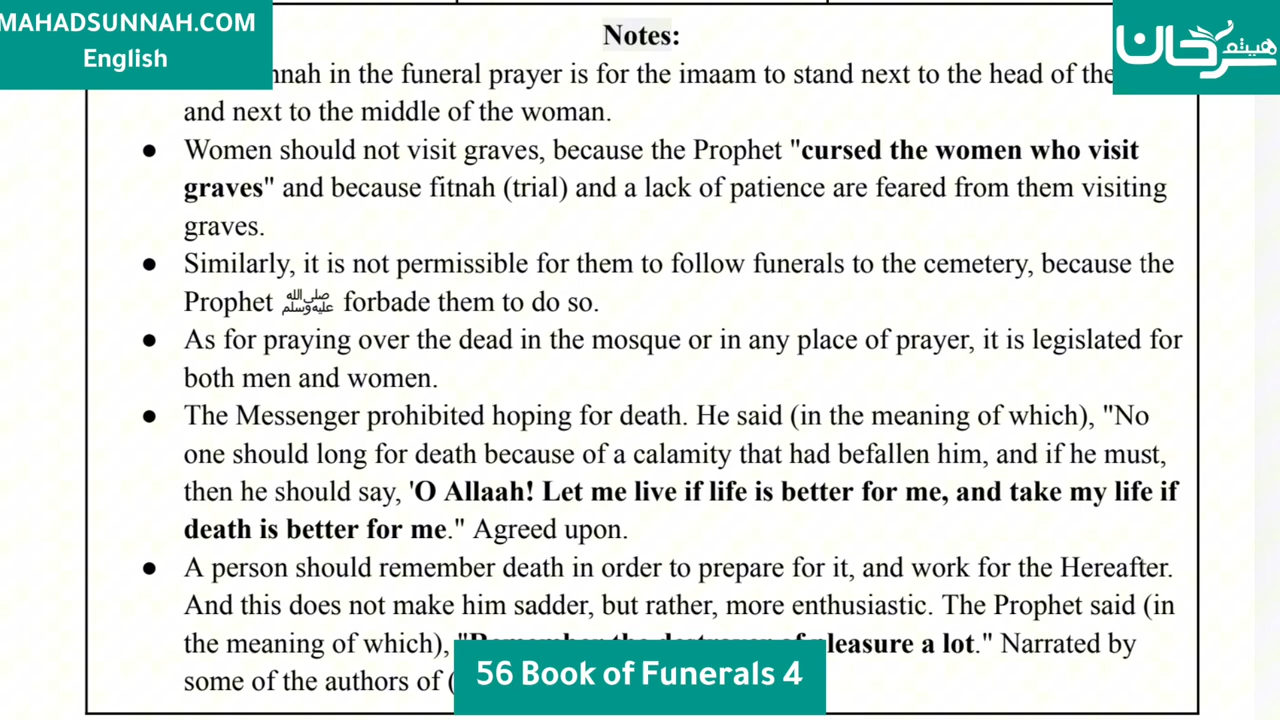 MAHADSUNNAH.COM
English
هيثم سرحان
Notes:
in the funeral prayer is for the imaam to stand next to the head of the
and next to the middle of the woman.
● Women should not visit graves, because the Prophet "cursed the women who visit
graves" and because fitnah (trial) and a lack of patience are feared from them visiting
graves.
● Similarly, it is not permissible for them to follow funerals to the cemetery, because the
Prophet ﷺ forbade them to do so.
● As for praying over the dead in the mosque or in any place of prayer, it is legislated for
both men and women.
● The Messenger prohibited hoping for death. He said (in the meaning of which), "No
one should long for death because of a calamity that had befallen him, and if he must,
then he should say, 'O Allaah! Let me live if life is better for me, and take my life if
death is better for me." Agreed upon.
● A person should remember death in order to prepare for it, and work for the Hereafter.
And this does not make him sadder, but rather, more enthusiastic. The Prophet said (in
the meaning of which), "Remember the destroyer of pleasure a lot." Narrated by
some of the authors of (
56 Book of Funerals 4